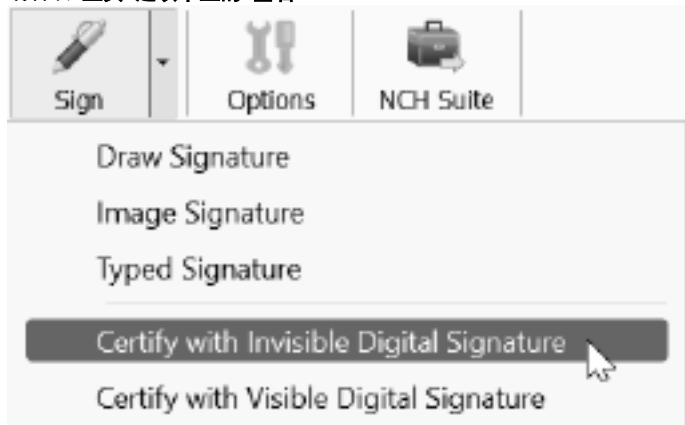 Sign Options NCH Suite
Draw Signature
Image Signature
Typed Signature
Certify with Invisible Digital Signature
Certify with Visible Digital Signature